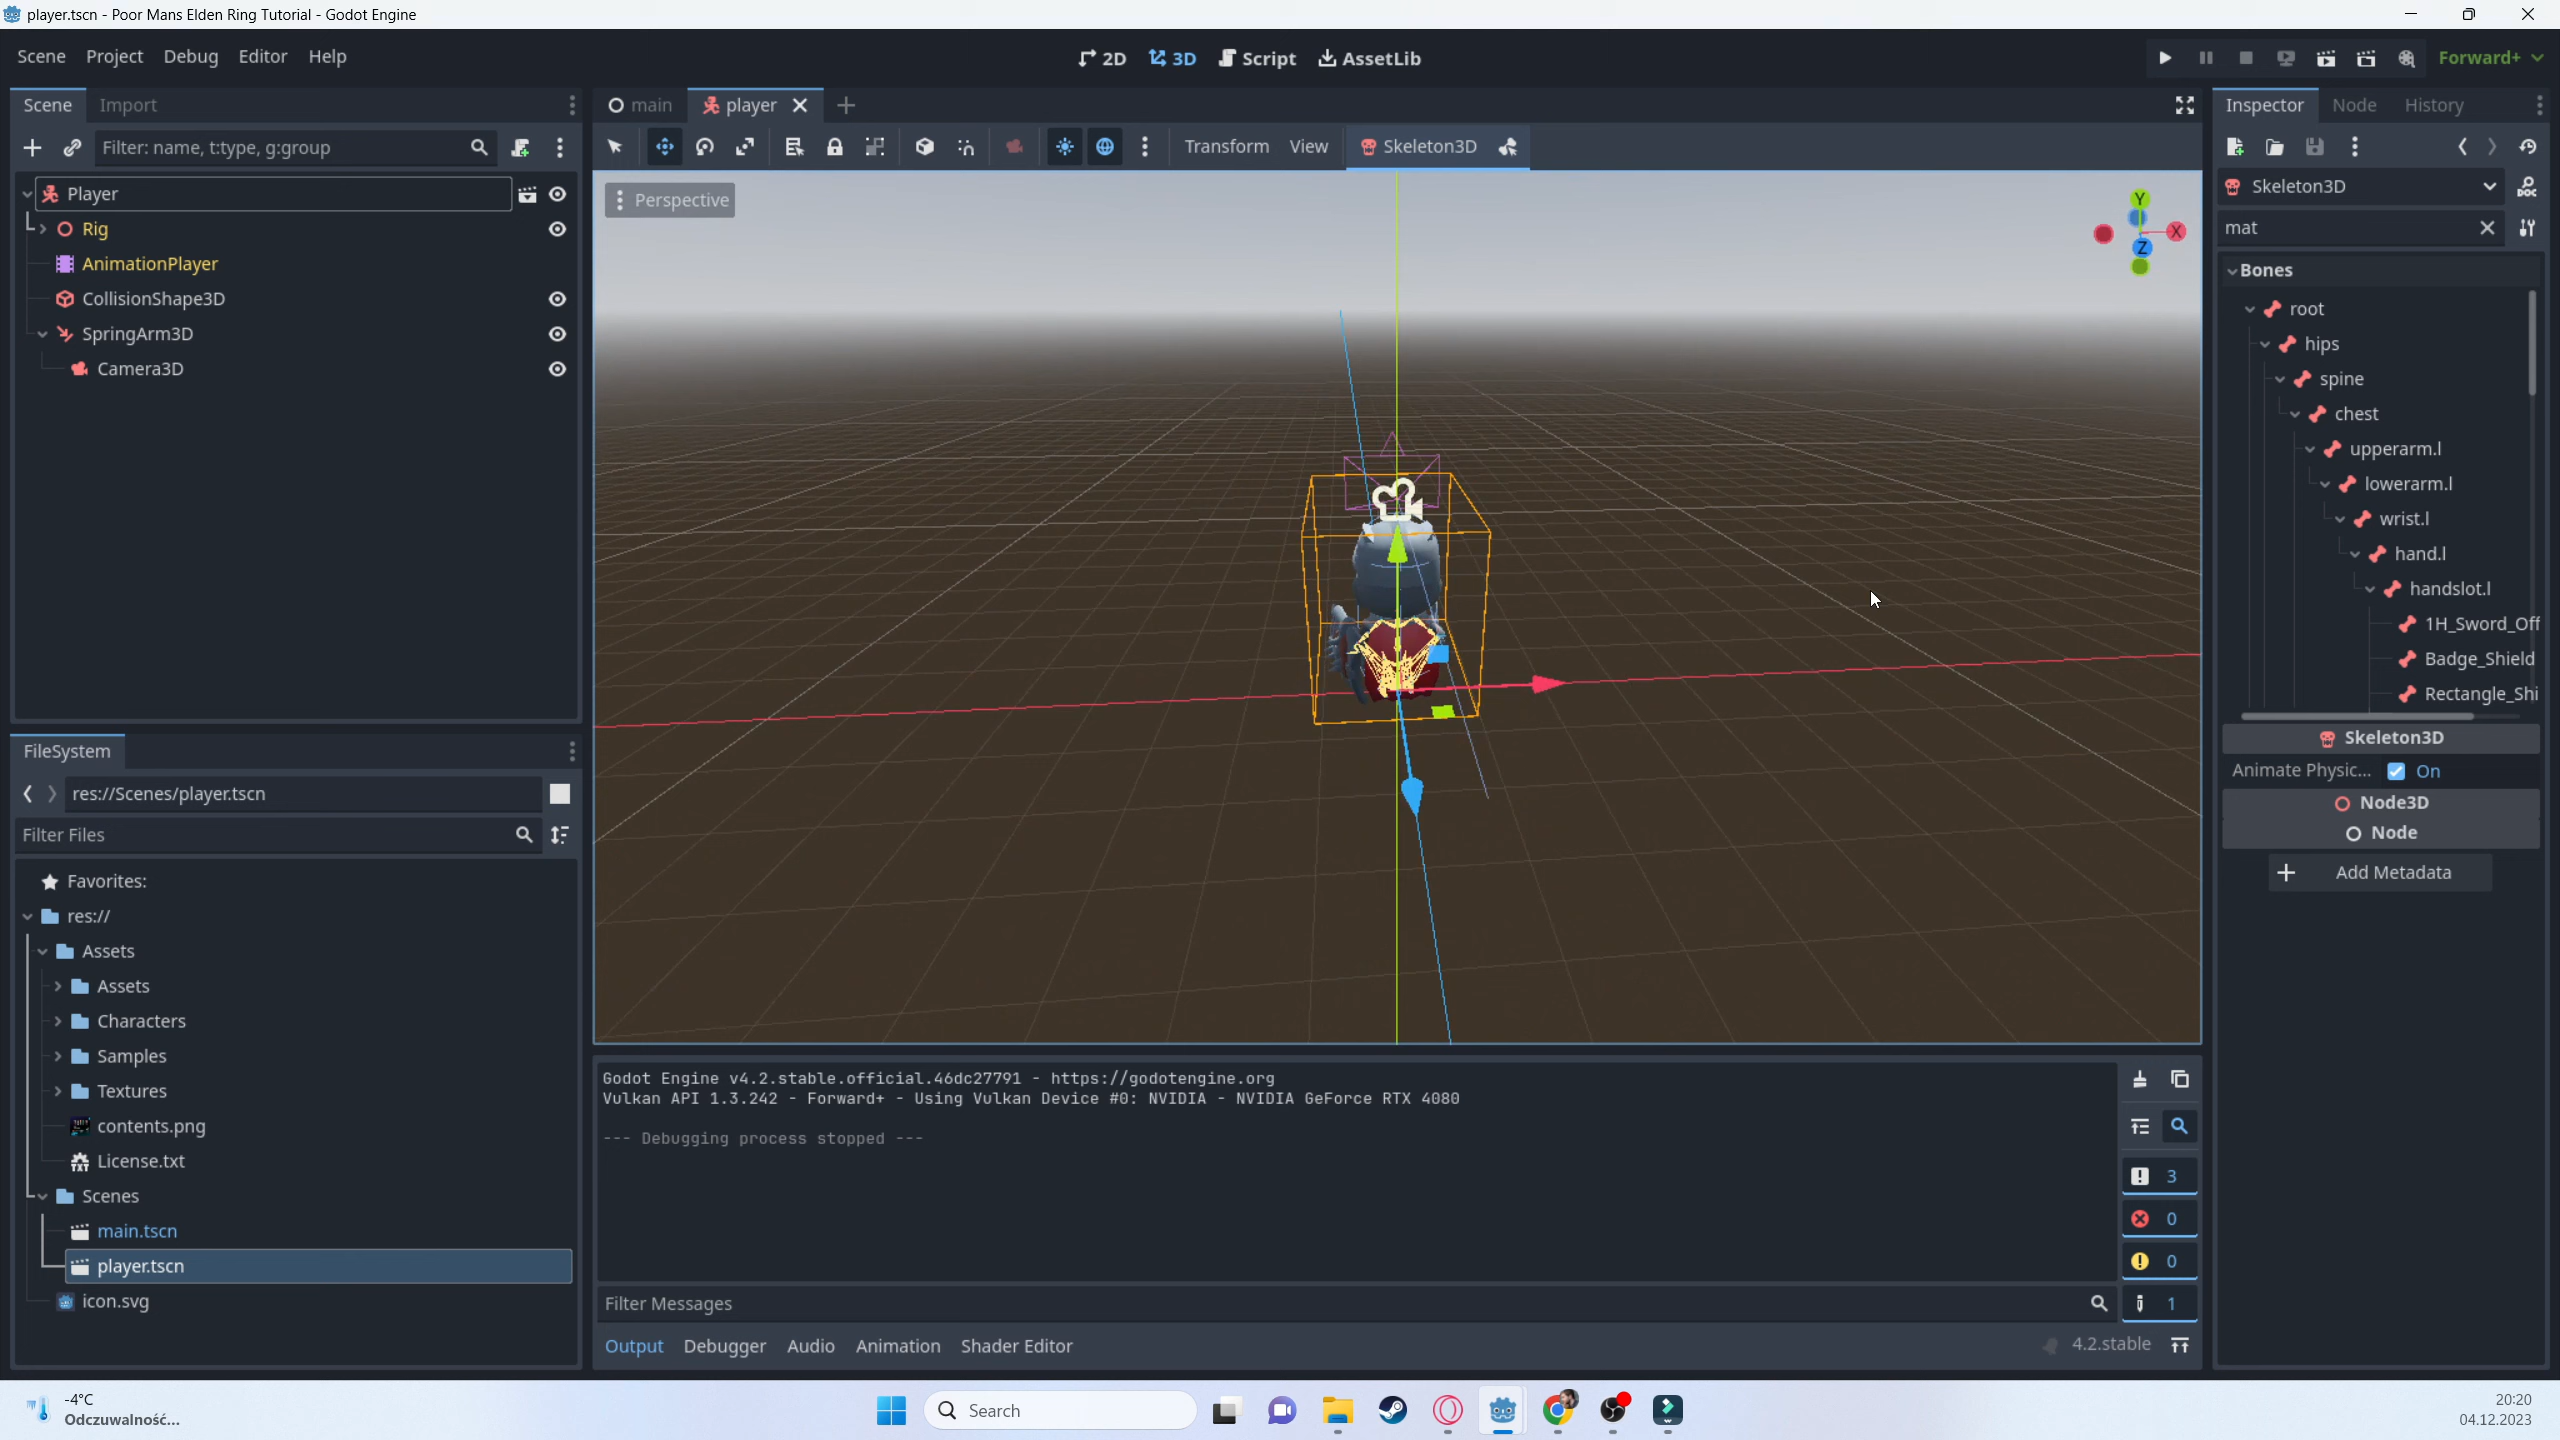 player.tscn - Poor Mans Elden Ring Tutorial - Godot Engine
Scene Project Debug Editor Help
2D 3D Script AssetLib
Forward+
Scene Import
main player
Inspector Node History
Filter: name, t:type, g:group
Transform View Skeleton3D
Player
Rig
AnimationPlayer
CollisionShape3D
SpringArm3D
Camera3D
Perspective
Y
X
Z
Skeleton3D
mat
Bones
root
hips
spine
chest
upperarm.l
lowerarm.l
wrist.l
hand.l
handslot.l
1H_Sword_Off
Badge_Shield
Rectangle_Shi
Skeleton3D
Animate Physic... On
Node3D
Node
Add Metadata
FileSystem
res://Scenes/player.tscn
Filter Files
Favorites:
res://
Assets
Assets
Characters
Samples
Textures
contents.png
License.txt
Scenes
main.tscn
player.tscn
icon.svg
Godot Engine v4.2.stable.official.46dc27791 - https://godotengine.org
Vulkan API 1.3.242 - Forward+ - Using Vulkan Device #0: NVIDIA - NVIDIA GeForce RTX 4080
--- Debugging process stopped ---
3
0
0
1
Filter Messages
Output Debugger Audio Animation Shader Editor
4.2.stable
-4°C
Odczuwalność...
Search
20:20
04.12.2023